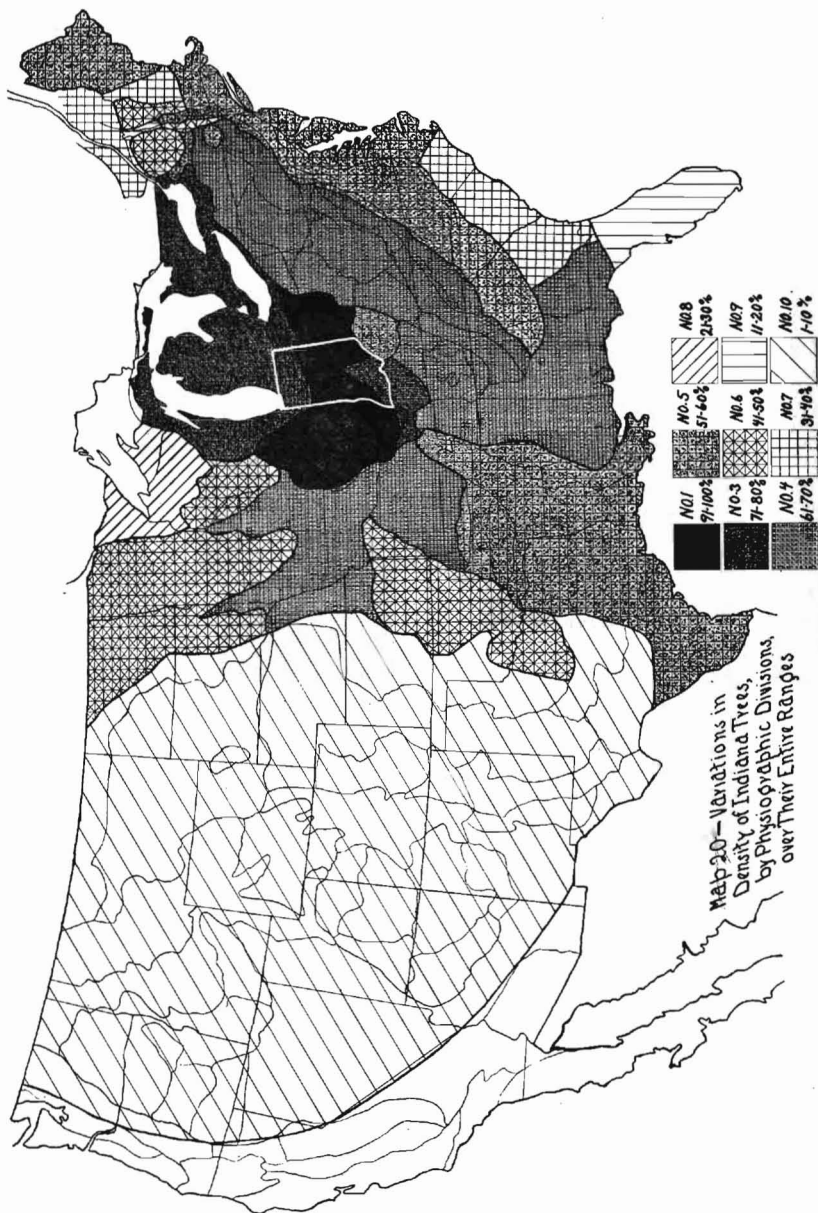 Map 20 — Variations in
Density of Indiana Trees,
by Physiographic Divisions,
over Their Entire Ranges
NO.1
91-100%
NO.3
71-80%
NO.4
61-70%
NO.5
51-60%
NO.6
41-50%
NO.7
31-40%
NO.8
21-30%
NO.9
11-20%
NO.10
1-10%